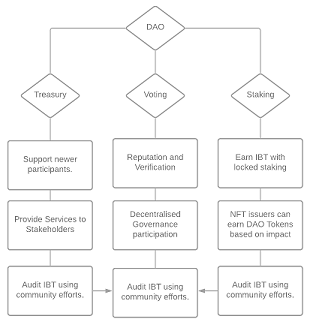 DAO
Treasury
Voting
Staking
Support newer
participants.
Reputation and
Verification
Earn IBT with
locked staking
Provide Services to
Stakeholders
Decentralised
Governance
participation
NFT issuers can
earn DAO Tokens
based on impact
Audit IBT using
community efforts.
Audit IBT using
community efforts.
Audit IBT using
community efforts.